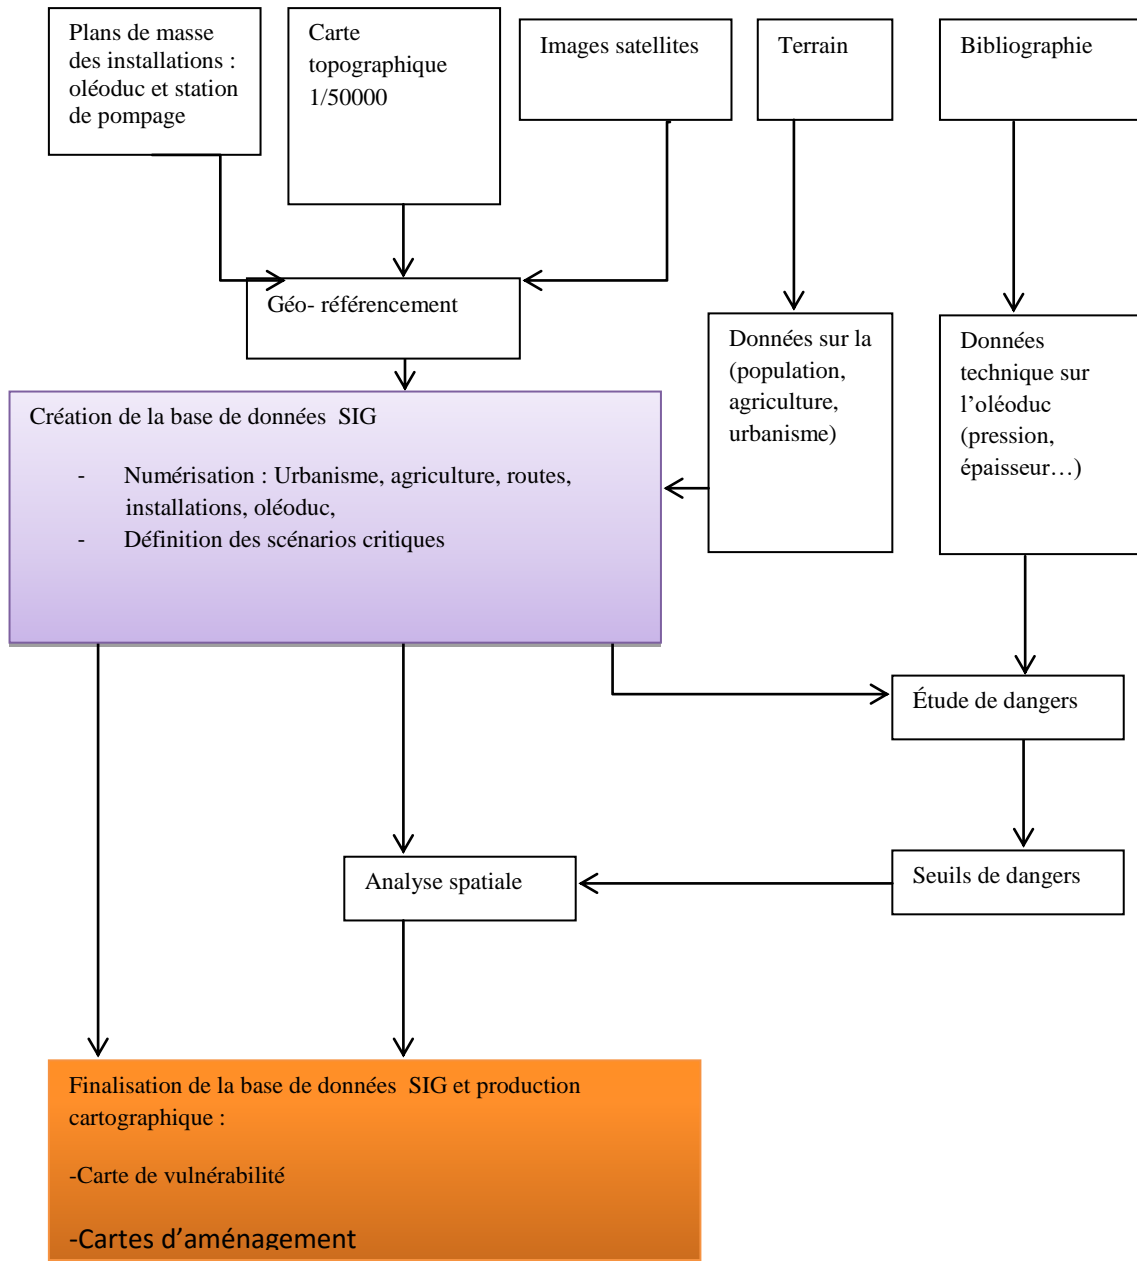 Plans de masse
des installations :
oléoduc et station
de pompage
Carte
topographique
1/50000
Images satellites
Terrain
Bibliographie
Géo- référencement
Données sur la
(population,
agriculture,
urbanisme)
Données
technique sur
l’oléoduc
(pression,
épaisseur…)
Création de la base de données  SIG
- Numérisation : Urbanisme, agriculture, routes,
installations, oléoduc,
- Définition des scénarios critiques
Étude de dangers
Analyse spatiale
Seuils de dangers
Finalisation de la base de données  SIG et production
cartographique :
-Carte de vulnérabilité
-Cartes d’aménagement